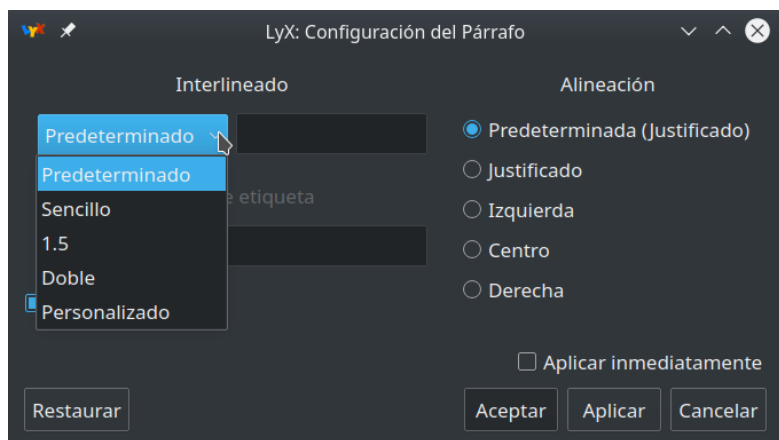 LyX: Configuración del Párrafo
Interlineado
Predeterminado
Predeterminado
Sencillo
1.5
Doble
Personalizado
etiqueta
Alineación
Predeterminada (Justificado)
Justificado
Izquierda
Centro
Derecha
Aplicar inmediatamente
Restaurar
Aceptar
Aplicar
Cancelar